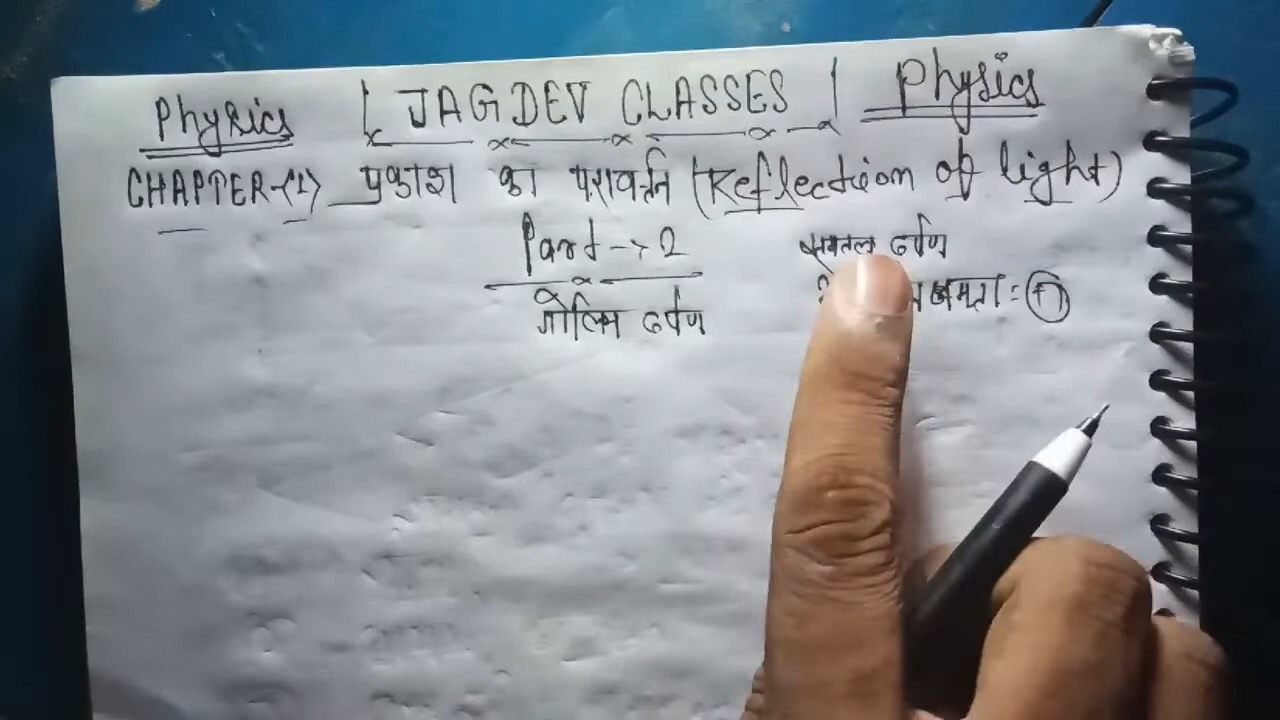 Physics | JAGDEV CLASSES | Physics
CHAPTER-(1) प्रकाश का परावर्तन (Reflection of light)
Part → 2
समतल दर्पण
गोलिय दर्पण
क्षमता :